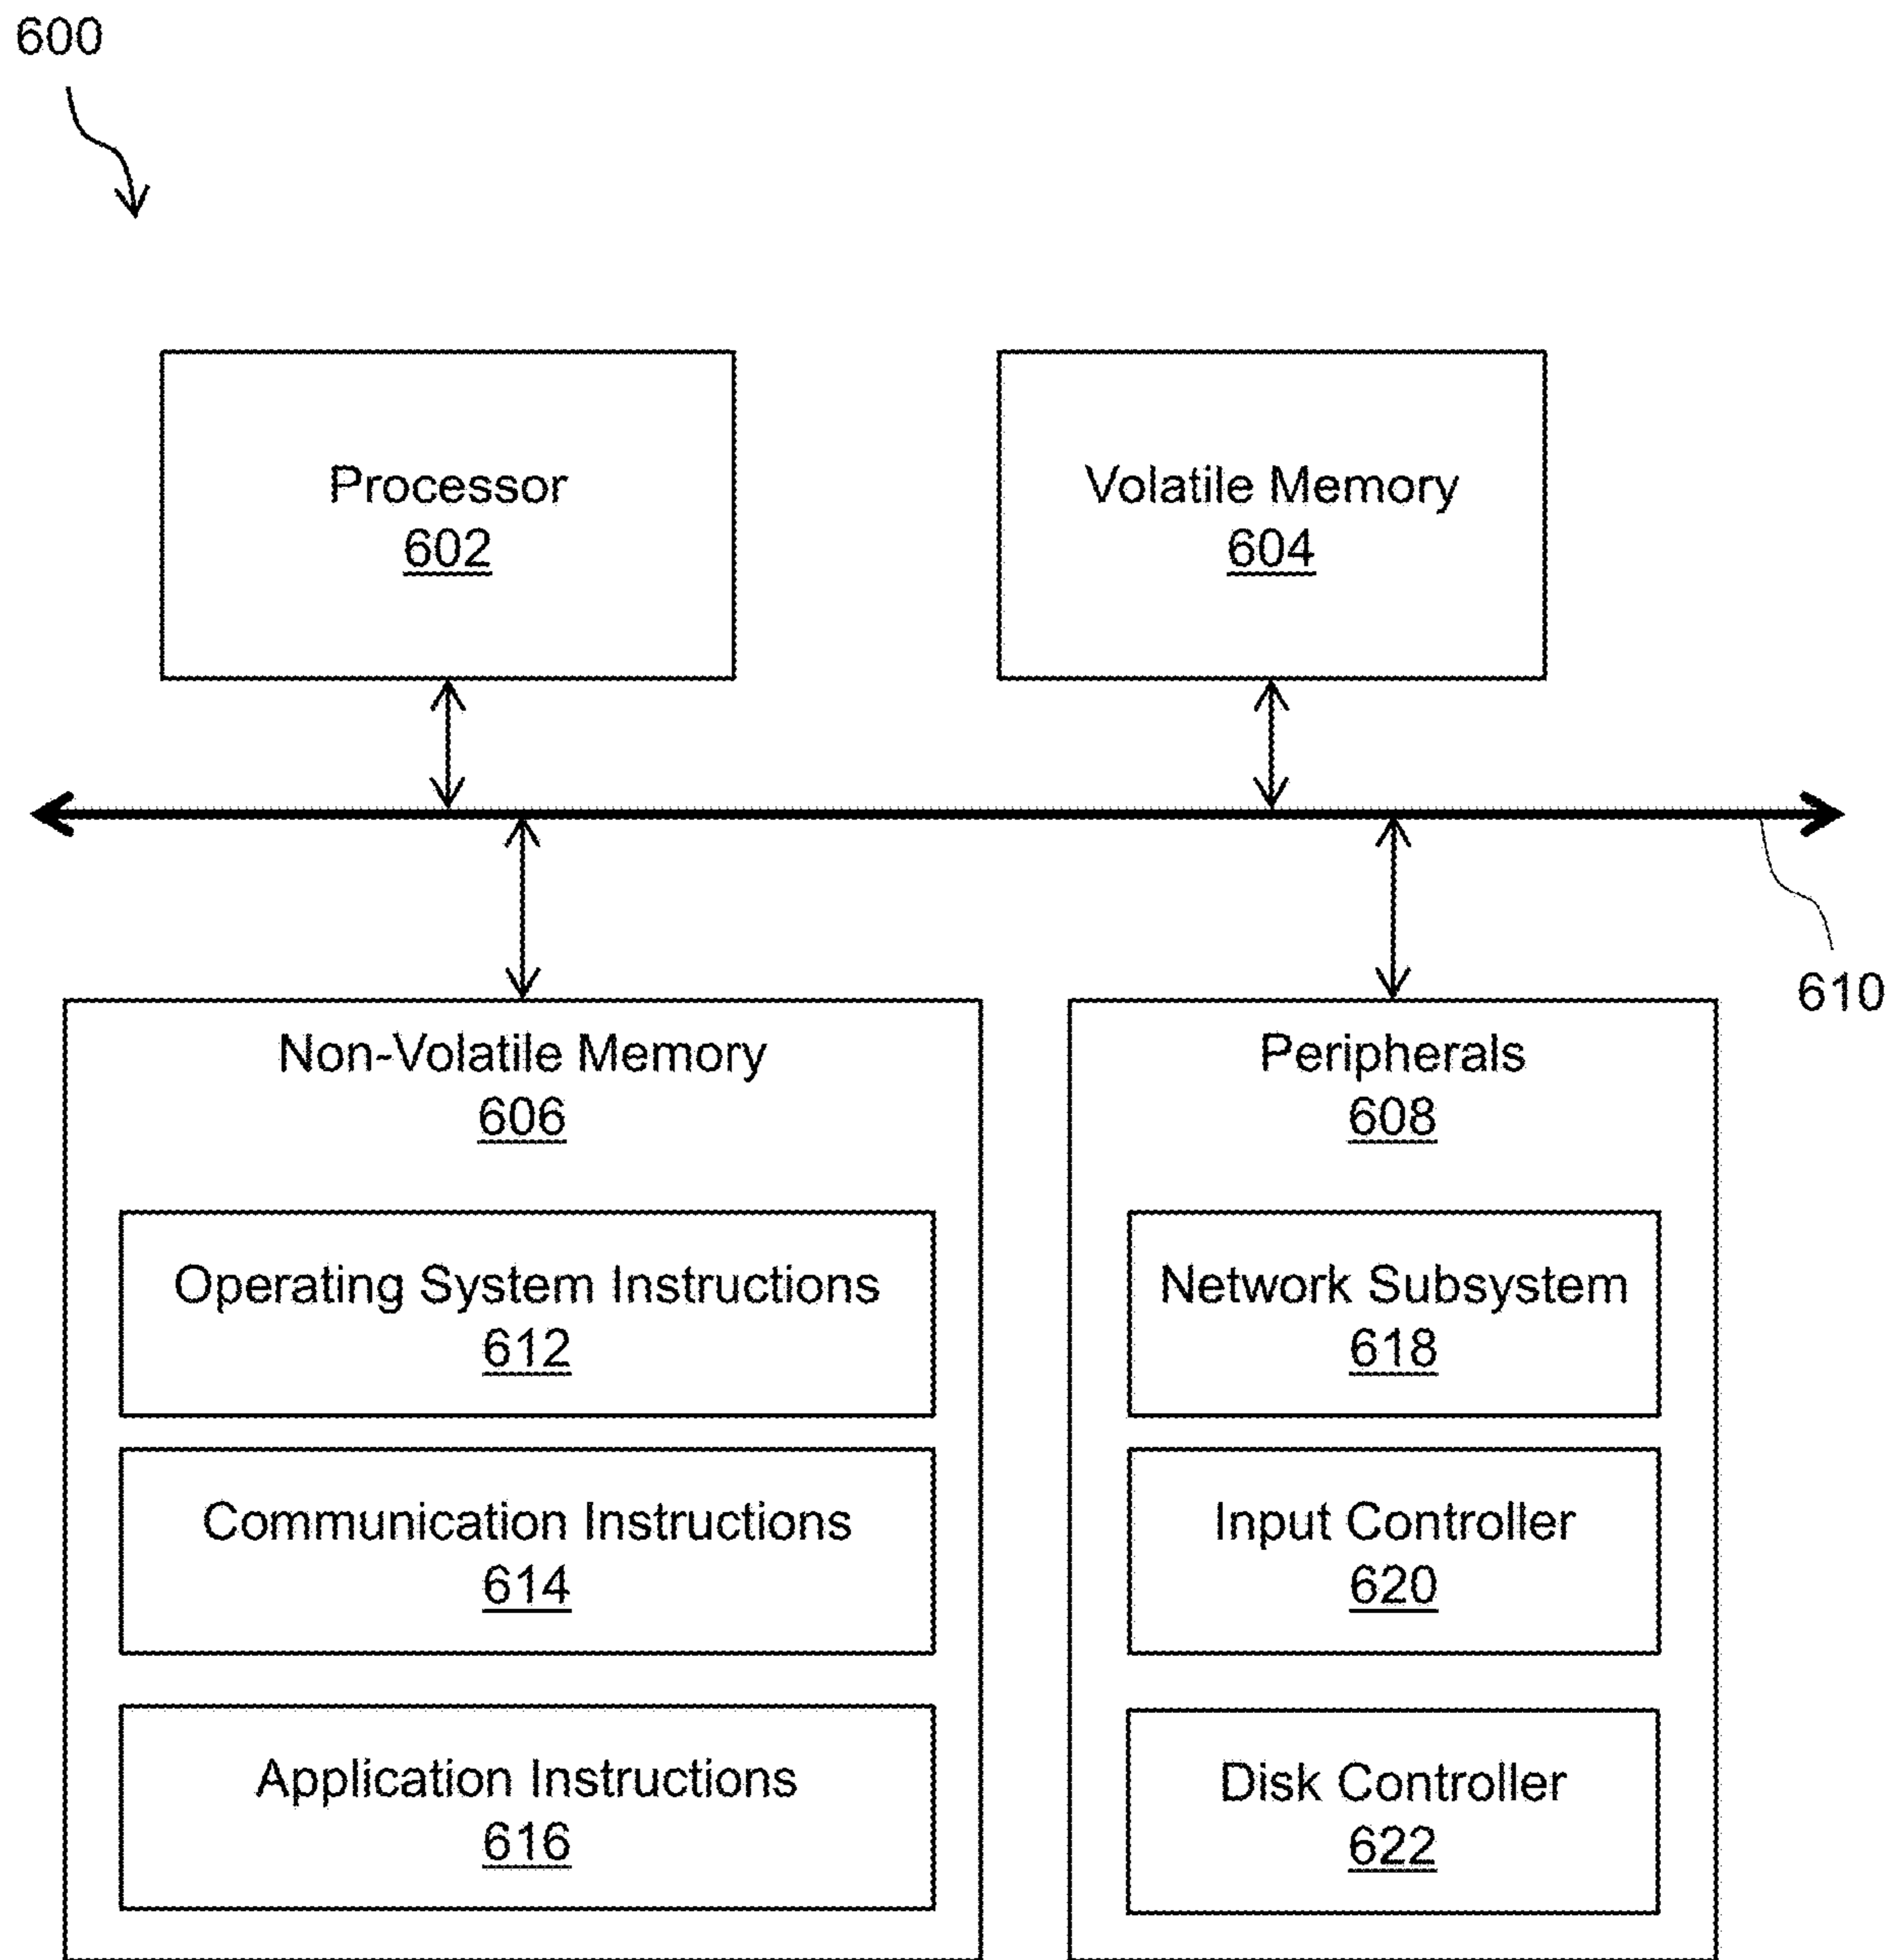 600
Processor
602
Volatile Memory
604
610
Non-Volatile Memory
606
Operating System Instructions
612
Communication Instructions
614
Application Instructions
616
Peripherals
608
Network Subsystem
618
Input Controller
620
Disk Controller
622